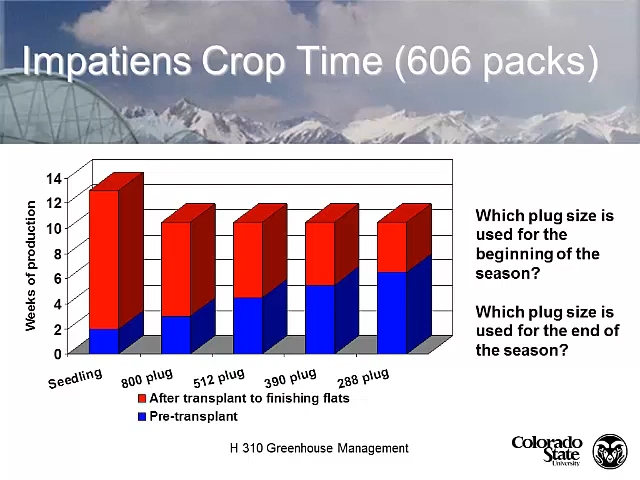 Impatiens Crop Time (606 packs)
14
12
10
8
6
4
2
0
Weeks of production
Seedling
800 plug
512 plug
390 plug
288 plug
After transplant to finishing flats
Pre-transplant
Which plug size is
used for the
beginning of the
season?
Which plug size is
used for the end of
the season?
H 310 Greenhouse Management
Colorado
State
University